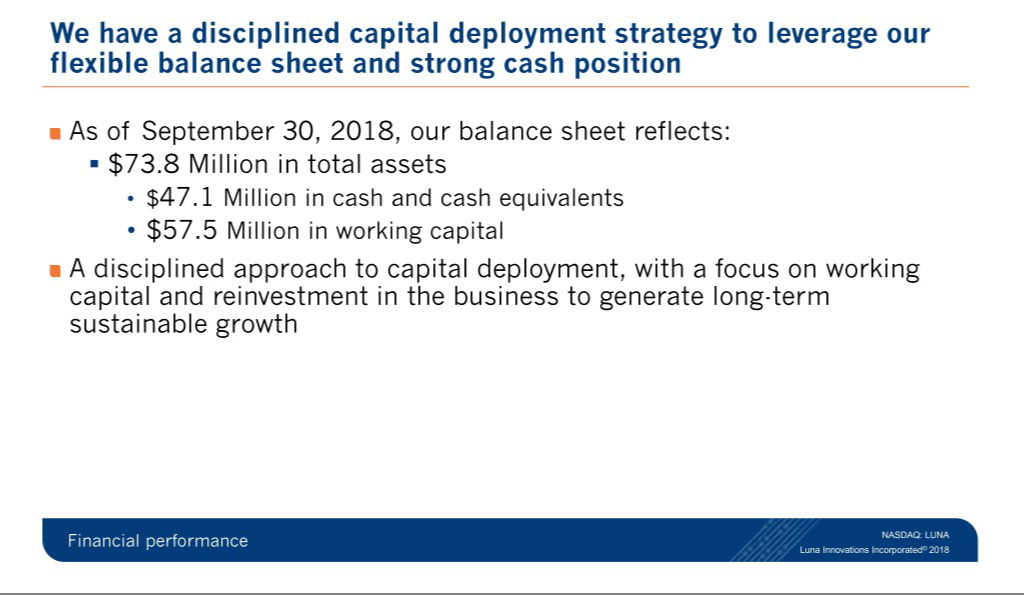 We have a disciplined capital deployment strategy to leverage our
flexible balance sheet and strong cash position
As of September 30, 2018, our balance sheet reflects:
$73.8 Million in total assets
• $47.1 Million in cash and cash equivalents
• $57.5 Million in working capital
A disciplined approach to capital deployment, with a focus on working
capital and reinvestment in the business to generate long-term
sustainable growth
Financial performance
NASDAQ: LUNA
Luna Innovations Incorporated© 2018